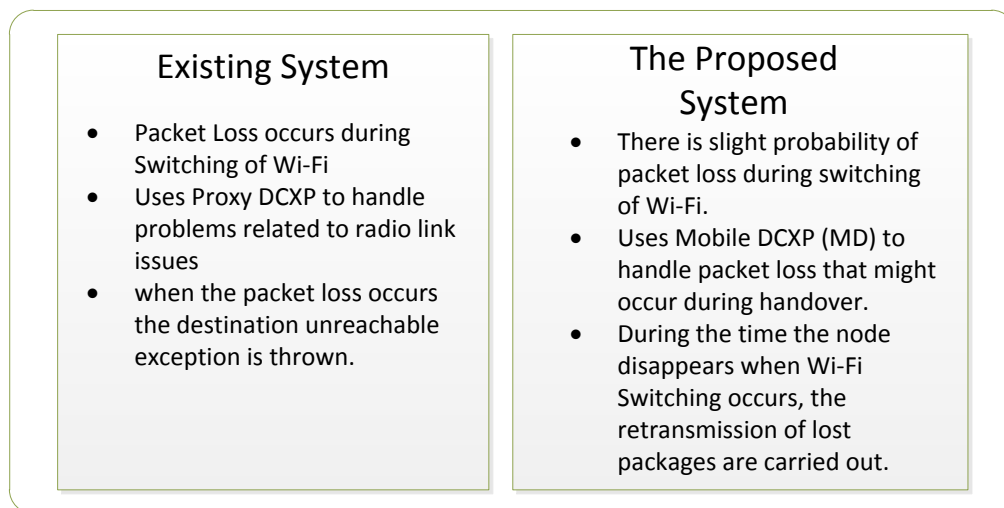 Existing System
• Packet Loss occurs during
Switching of Wi-Fi
• Uses Proxy DCXP to handle
problems related to radio link
issues
• when the packet loss occurs
the destination unreachable
exception is thrown.
The Proposed
System
• There is slight probability of
packet loss during switching
of Wi-Fi.
• Uses Mobile DCXP (MD) to
handle packet loss that might
occur during handover.
• During the time the node
disappears when Wi-Fi
Switching occurs, the
retransmission of lost
packages are carried out.